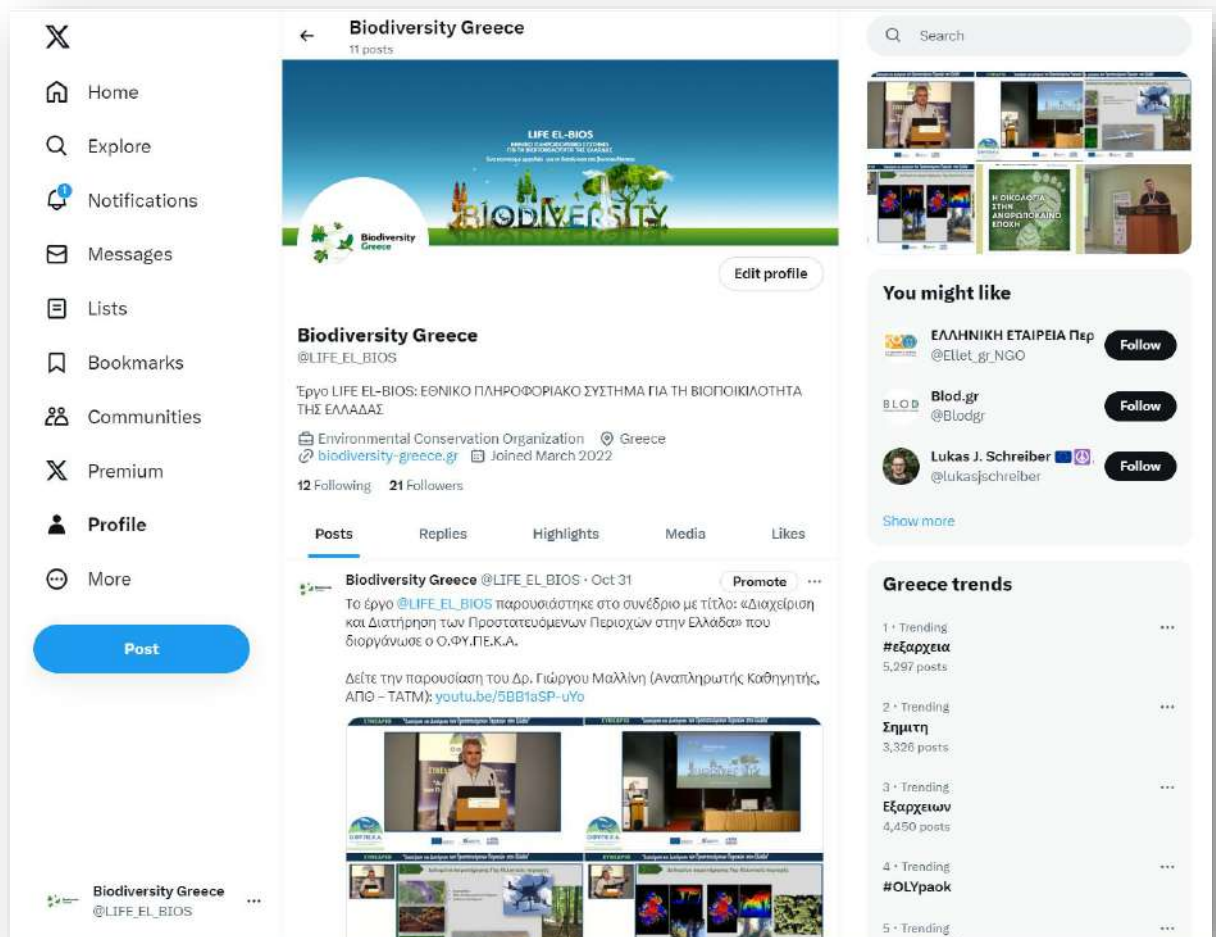 Home
Explore
1
Notifications
Messages
Lists
Bookmarks
Communities
Premium
Profile
More
Post
Biodiversity Greece
@LIFE_EL_BIOS
Biodiversity Greece
11 posts
LIFE EL-BIOS
BIODIVERSITY
Biodiversity
Greece
Edit profile
Biodiversity Greece
@LIFE_EL_BIOS
Έργο LIFE EL-BIOS: ΕΘΝΙΚΟ ΠΛΗΡΟΦΟΡΙΑΚΟ ΣΥΣΤΗΜΑ ΓΙΑ ΤΗ ΒΙΟΠΟΙΚΙΛΟΤΗΤΑ
ΤΗΣ ΕΛΛΑΔΑΣ
Environmental Conservation Organization Greece
biodiversity-greece.gr Joined March 2022
12 Following 21 Followers
Posts Replies Highlights Media Likes
Biodiversity Greece @LIFE_EL_BIOS · Oct 31
Promote
Το έργο @LIFE_EL_BIOS παρουσιάστηκε στο συνέδριο με τίτλο: «Διαχείριση
και Διατήρηση των Προστατευόμενων Περιοχών στην Ελλάδα» που
διοργάνωσε ο Ο.ΦΥ.ΠΕ.Κ.Α.
Δείτε την παρουσίαση του Δρ. Γιώργου Μαλλίνη (Αναπληρωτής Καθηγητής,
ΑΠΘ – ΤΑΤΜ): youtu.be/5BB1aSP-uYo
Search
Η ΟΙΚΟΛΟΓΙΑ
ΣΤΗΝ
ΑΝΘΡΩΠΟΚΑΙΝΟ
ΕΠΟΧΗ
You might like
ΕΛΛΗΝΙΚΗ ΕΤΑΙΡΕΙΑ Περ
@Ellet_gr_NGO
Follow
BLOD
Blod.gr
@Blodgr
Follow
Lukas J. Schreiber
@lukasjschreiber
Follow
Show more
Greece trends
1 · Trending
#εξαρχεια
5,297 posts
2 · Trending
Σημιτη
3,326 posts
3 · Trending
Εξαρχειων
4,450 posts
4 · Trending
#OLYpaok
5 · Trending